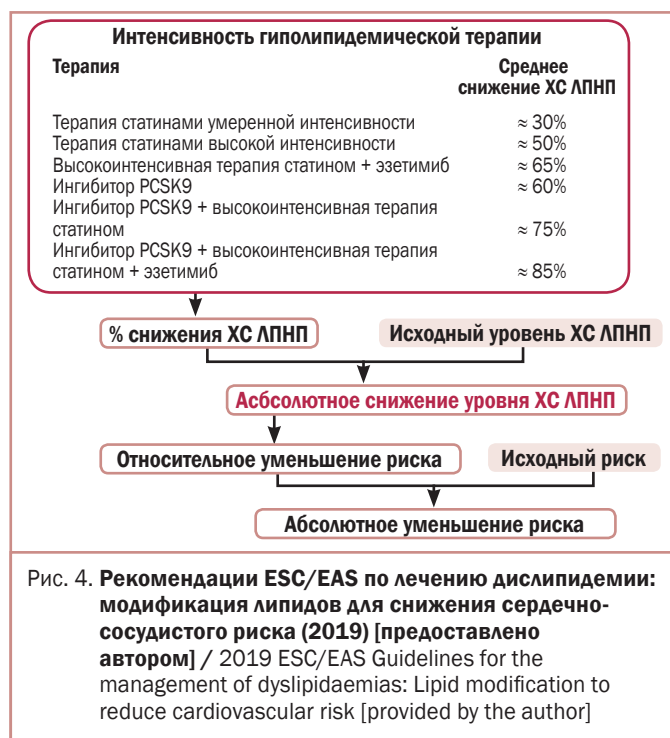 Интенсивность гиполипидемической терапии
Терапия Среднее
снижение ХС ЛПНП
Терапия статинами умеренной интенсивности ≈ 30%
Терапия статинами высокой интенсивности ≈ 50%
Высокоинтенсивная терапия статином + эзетимиб ≈ 65%
Ингибитор PCSK9 ≈ 60%
Ингибитор PCSK9 + высокоинтенсивная терапия
статином ≈ 75%
Ингибитор PCSK9 + высокоинтенсивная терапия
статином + эзетимиб ≈ 85%
% снижения ХС ЛПНП Исходный уровень ХС ЛПНП
Асбсолютное снижение уровня ХС ЛПНП
Относительное уменьшение риска Исходный риск
Абсолютное уменьшение риска
Рис. 4. Рекомендации ESC/EAS по лечению дислипидемии:
модификация липидов для снижения сердечно-
сосудистого риска (2019) [предоставлено
автором] / 2019 ESC/EAS Guidelines for the
management of dyslipidaemias: Lipid modification to
reduce cardiovascular risk [provided by the author]